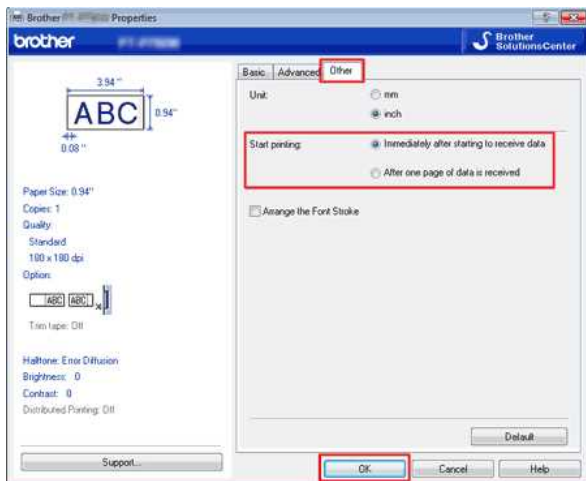 Brother Properties
brother
Brother
SolutionsCenter
3.94"
ABC
0.94"
0.08"
Paper Size: 0.94"
Copies: 1
Quality:
Standard
180 x 180 dpi
Option:
ABC ABC
Trim tape: Off
Halftone: Error Diffusion
Brightness: 0
Contrast: 0
Distributed Printing: Off
Support...
Basic Advanced Other
Unit:
mm
inch
Start printing:
Immediately after starting to receive data
After one page of data is received
Arrange the Font Stroke
Default
OK Cancel Help